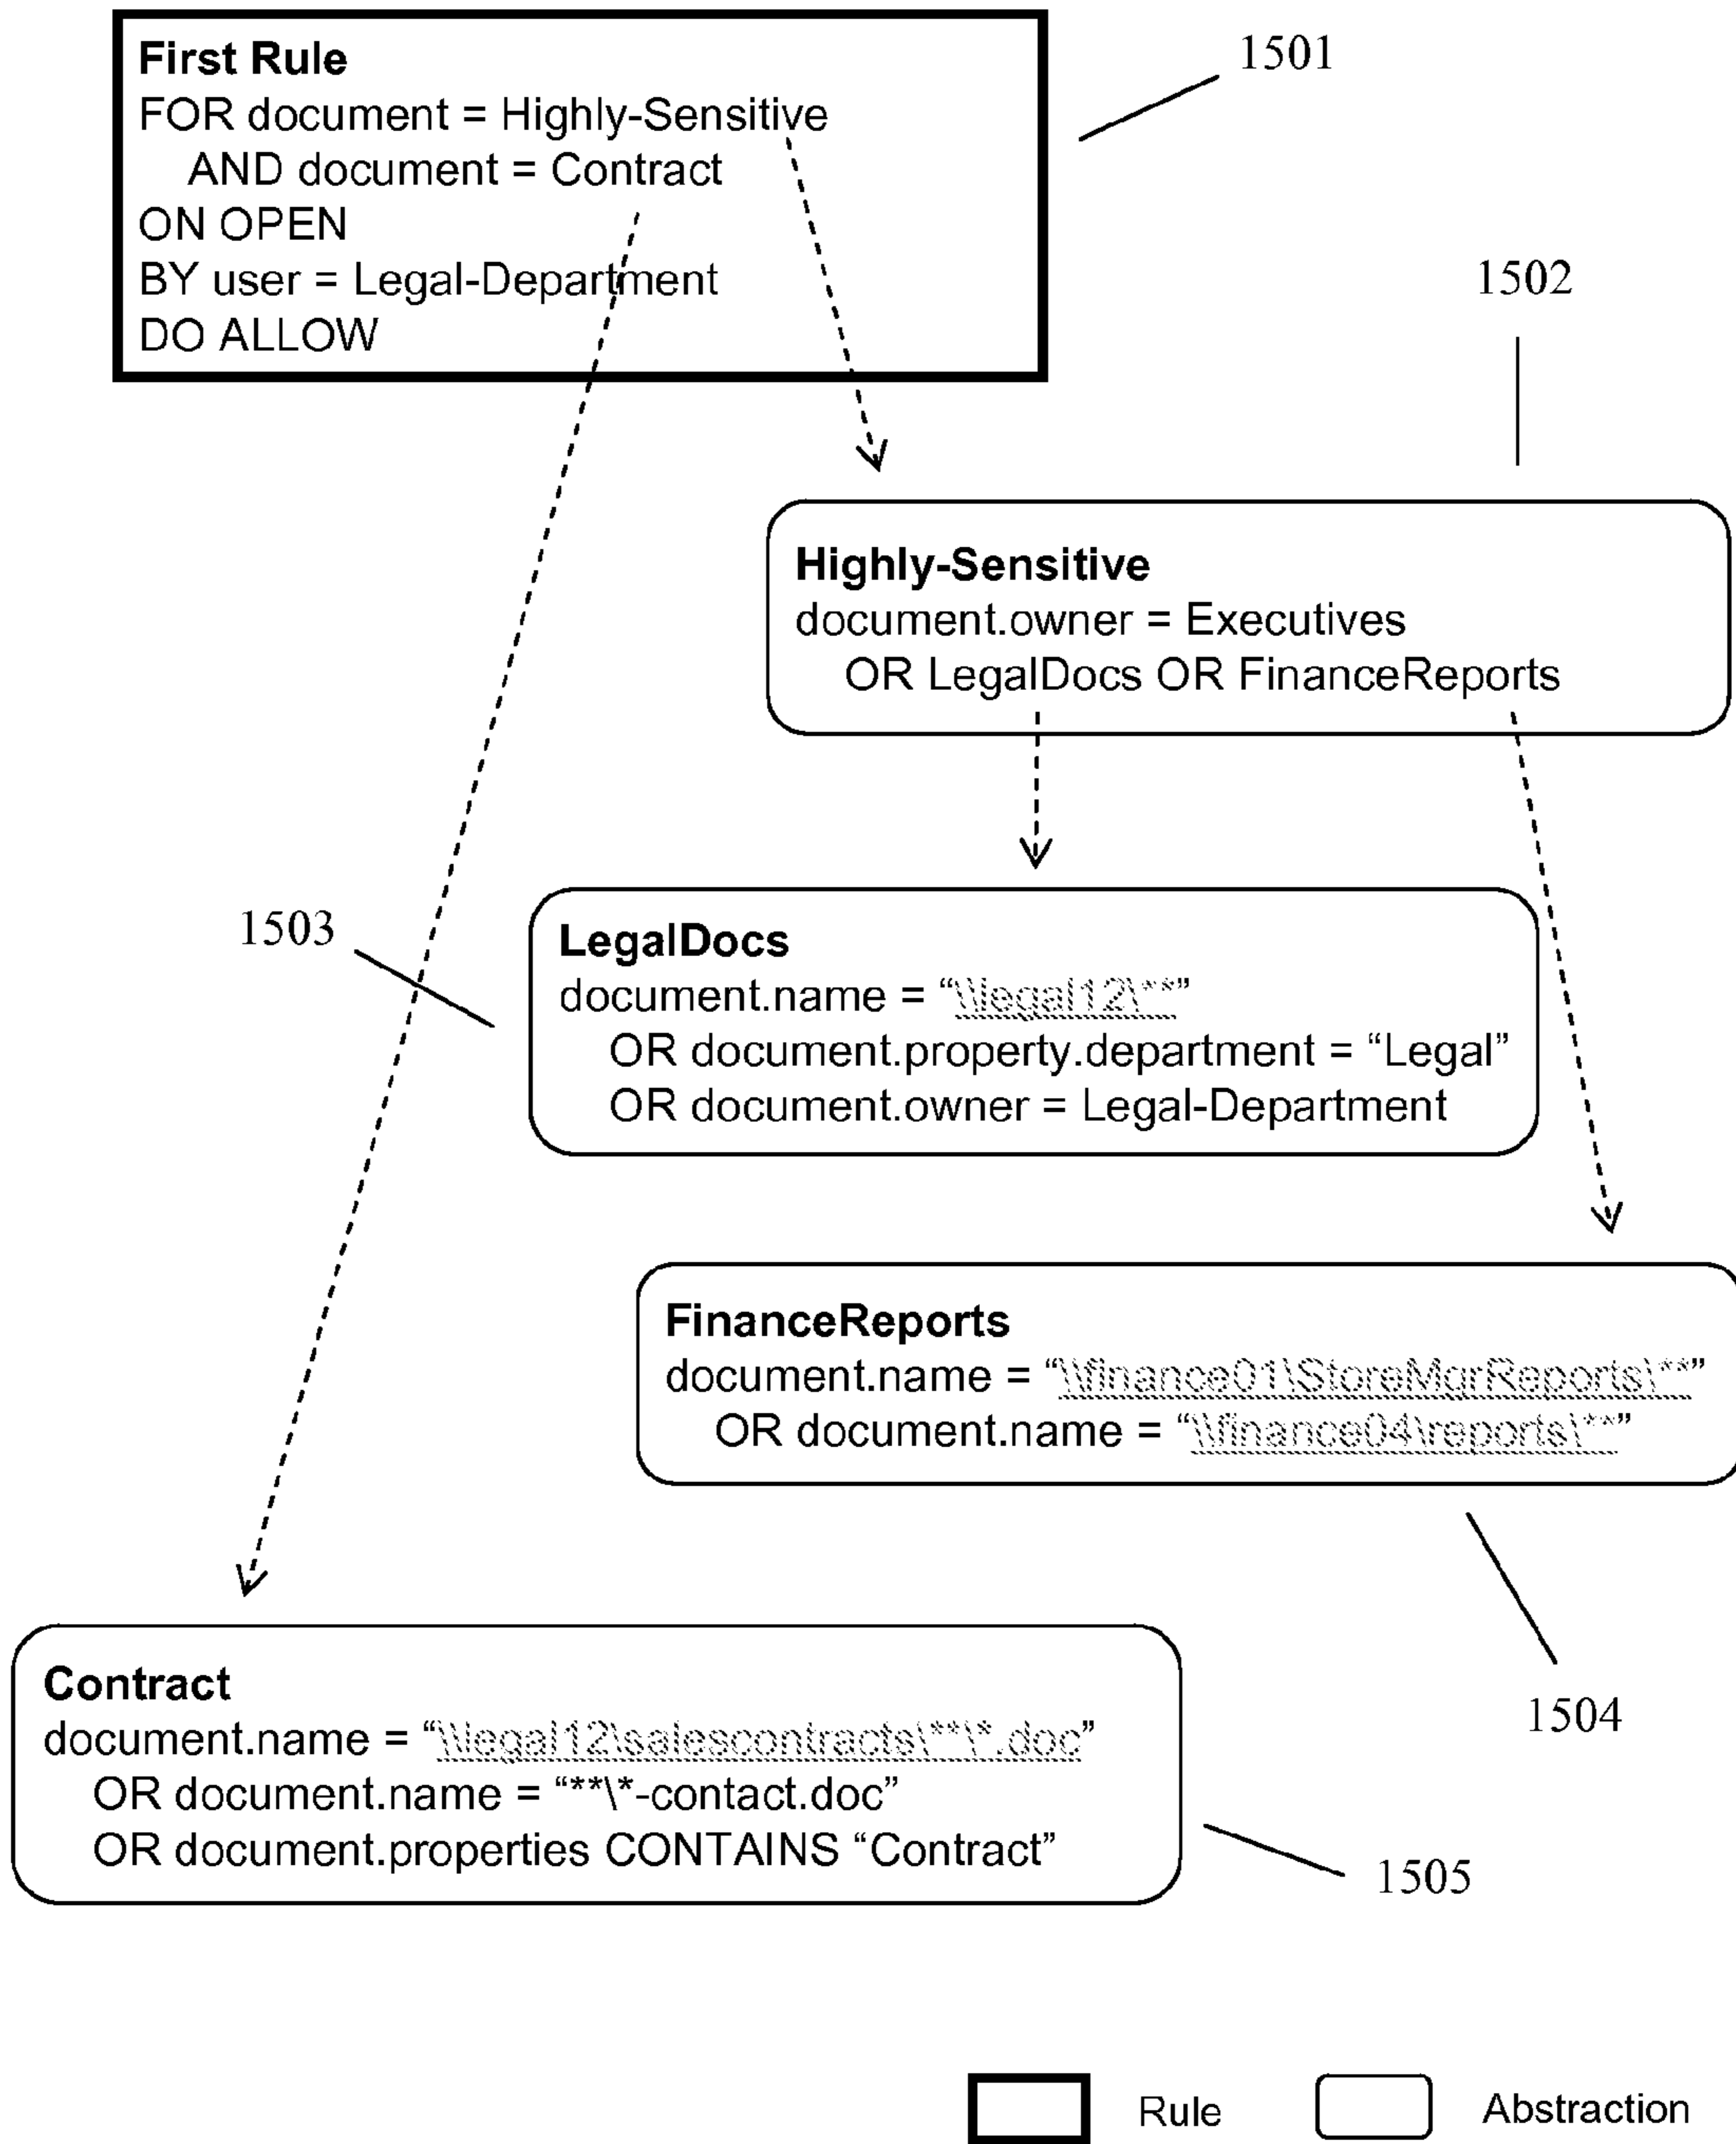 First Rule
FOR document = Highly-Sensitive
AND document = Contract
ON OPEN
BY user = Legal-Department
DO ALLOW
1501
1502
Highly-Sensitive
document.owner = Executives
OR LegalDocs OR FinanceReports
1503
LegalDocs
document.name = “\\legal12\**”
OR document.property.department = “Legal”
OR document.owner = Legal-Department
FinanceReports
document.name = “\\finance01\StoreMgrReports\**”
OR document.name = “\\finance04\reports\**”
1504
Contract
document.name = “\\legal12\salescontracts\**\*.doc”
OR document.name = “**\*-contact.doc”
OR document.properties CONTAINS “Contract”
1505
Rule
Abstraction